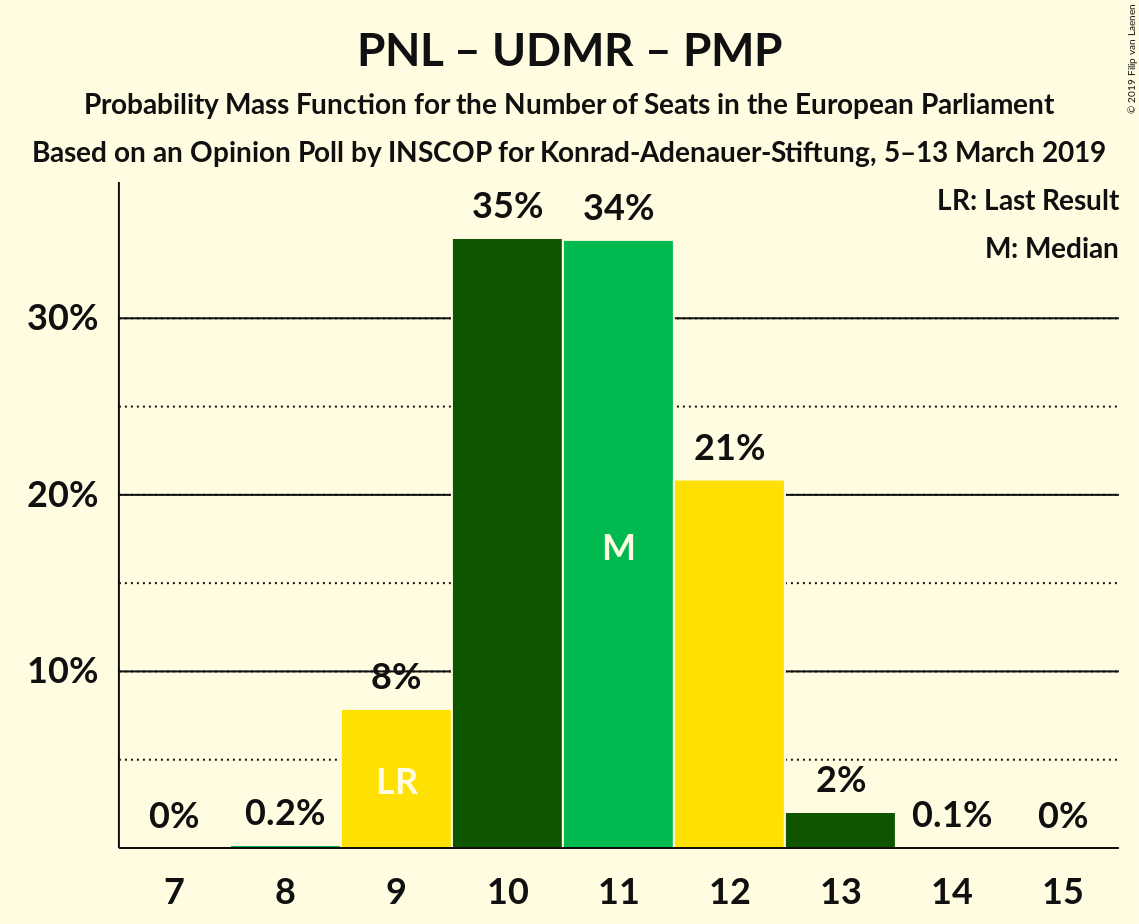 PNL – UDMR – PMP
Probability Mass Function for the Number of Seats in the European Parliament
Based on an Opinion Poll by INSCOP for Konrad-Adenauer-Stiftung, 5–13 March 2019
© 2019 Filip van Laenen
LR: Last Result
M: Median
35%
34%
30%
21%
20%
M
10%
8%
LR
2%
0%
0.2%
0.1%
0%
7 8 9 10 11 12 13 14 15